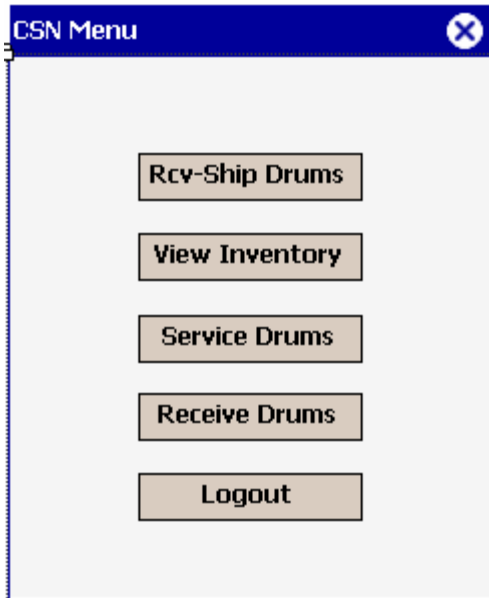 CSN Menu
Rcv-Ship Drums
View Inventory
Service Drums
Receive Drums
Logout